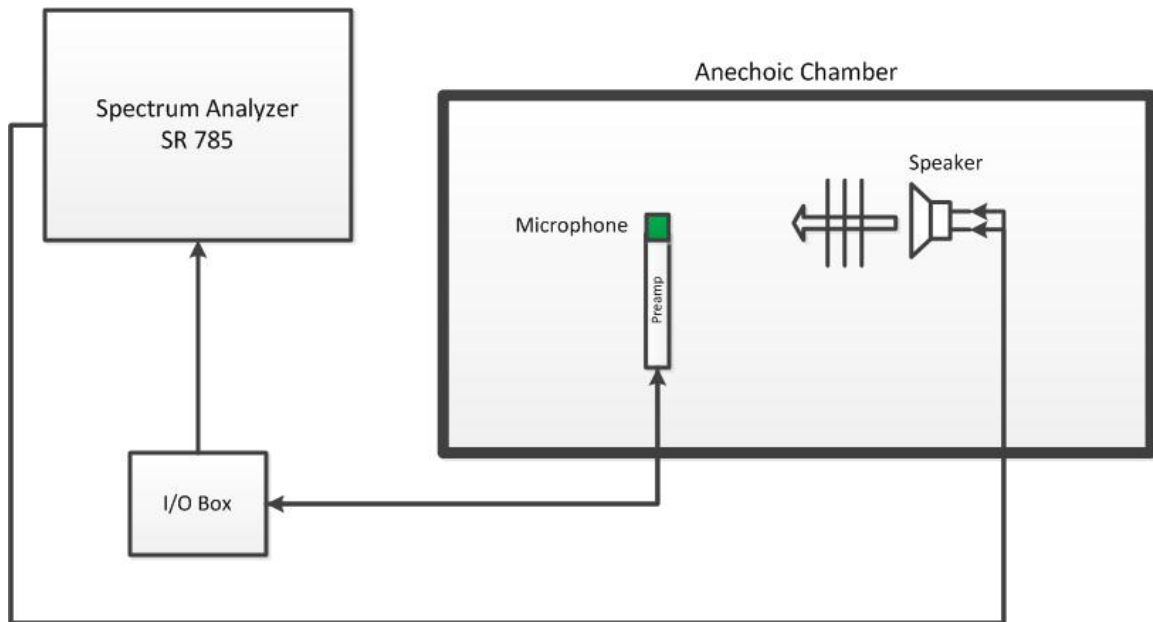 Spectrum Analyzer
SR 785
Anechoic Chamber
Speaker
Microphone
Preamp
I/O Box